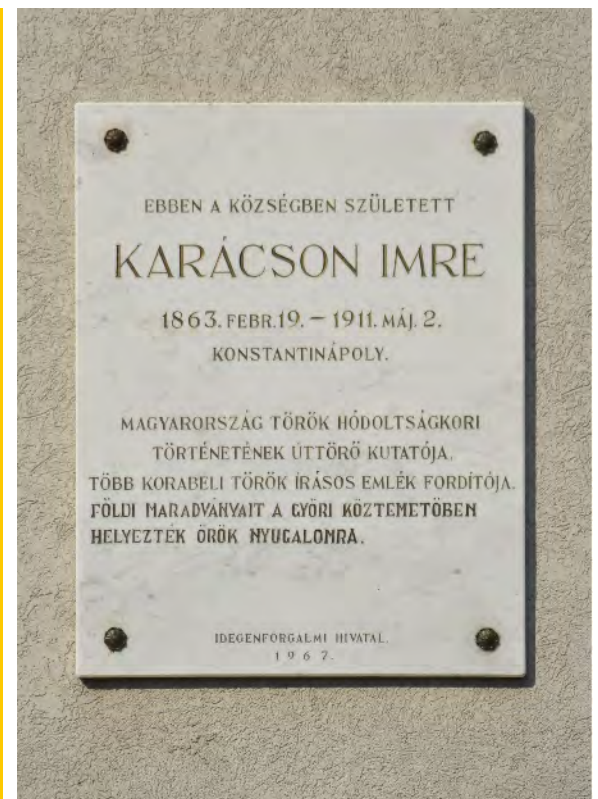 EBBEN A KÖZSÉGBEN SZÜLETETT
KARÁCSON IMRE
1863. FEBR. 19. – 1911. MÁJ. 2.
KONSTANTINÁPOLY.
MAGYARORSZÁG TÖRÖK HÓDOLTSÁGKORI
TÖRTÉNETÉNEK ÚTTÖRŐ KUTATÓJA,
TÖBB KORABELI TÖRÖK ÍRÁSOS EMLÉK FORDÍTÓJA.
FÖLDI MARADVÁNYAIT A GYŐRI KÖZTEMETŐBEN
HELYEZTÉK ÖRÖK NYUGALOMRA.
IDEGENFORGALMI HIVATAL.
1967.